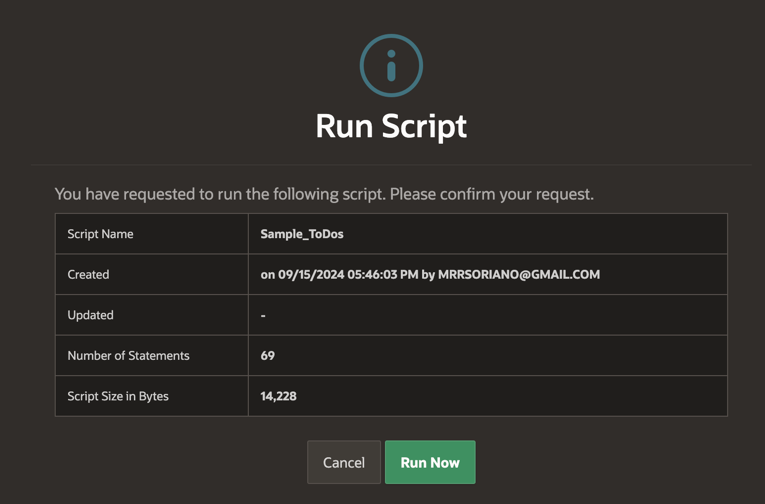 Run Script
You have requested to run the following script. Please confirm your request.
Script Name Sample_ToDos
Created on 09/15/2024 05:46:03 PM by MRRSORIANO@GMAIL.COM
Updated -
Number of Statements 69
Script Size in Bytes 14,228
Cancel Run Now